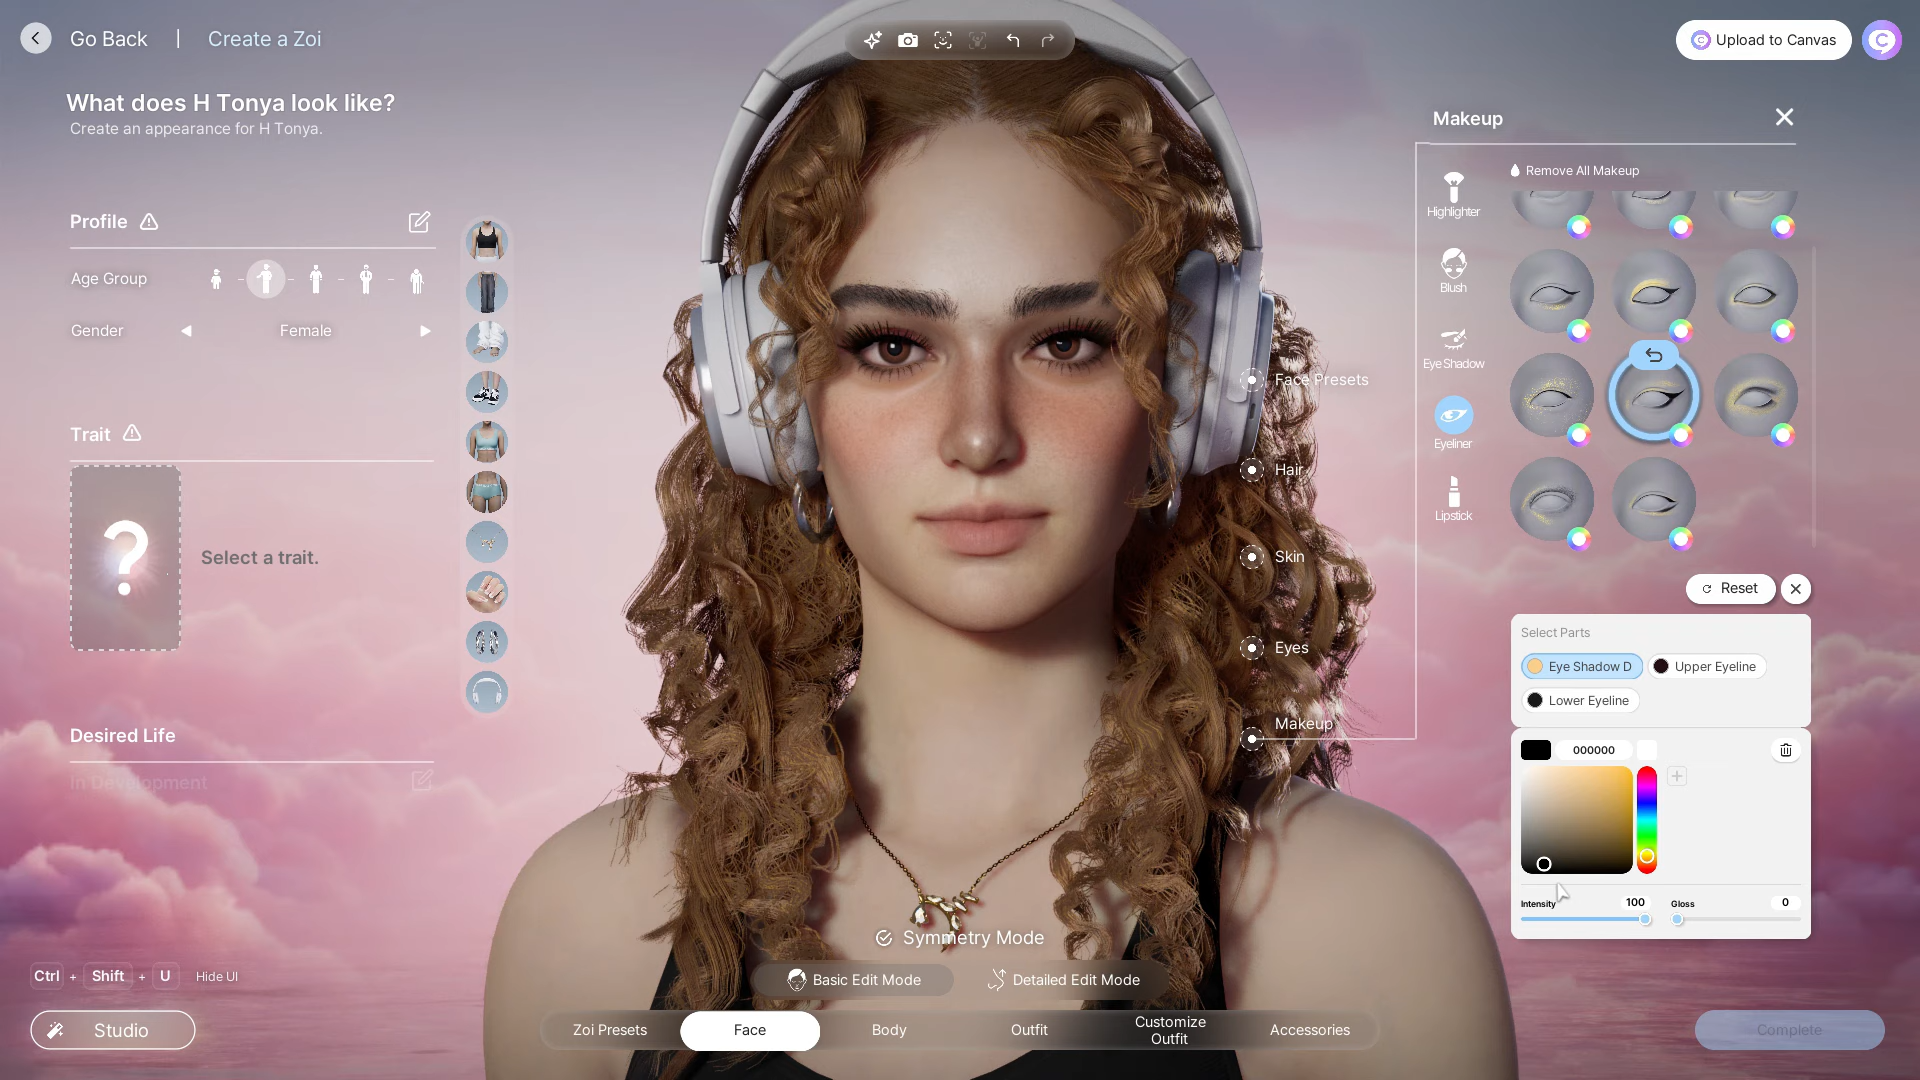 Go Back | Create a Zoi
Upload to Canvas
What does H Tonya look like?
Create an appearance for H Tonya.
Profile
Age Group
Gender
Female
Trait
?
Select a trait.
Desired Life
In Development
Ctrl + Shift + U Hide UI
Studio
Face Presets
Hair
Skin
Eyes
Makeup
Symmetry Mode
Basic Edit Mode
Detailed Edit Mode
Zoi Presets
Face
Body
Outfit
Customize
Outfit
Accessories
Makeup
Remove All Makeup
Highlighter
Blush
Eye Shadow
Eyeliner
Lipstick
Reset
Select Parts
Eye Shadow D
Upper Eyeline
Lower Eyeline
000000
Intensity 100
Gloss 0
Complete